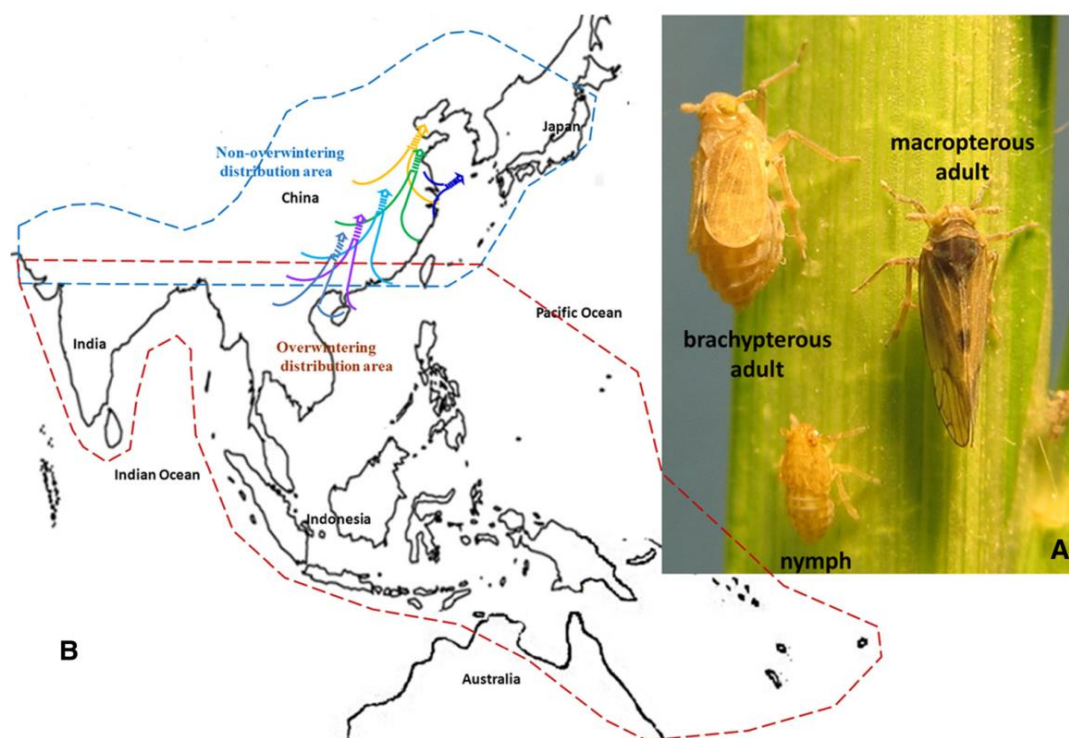 Non-overwintering
distribution area
China
Japan
India
Pacific Ocean
Overwintering
distribution area
Indian Ocean
Indonesia
Australia
B
macropterous
adult
brachypterous
adult
nymph
A